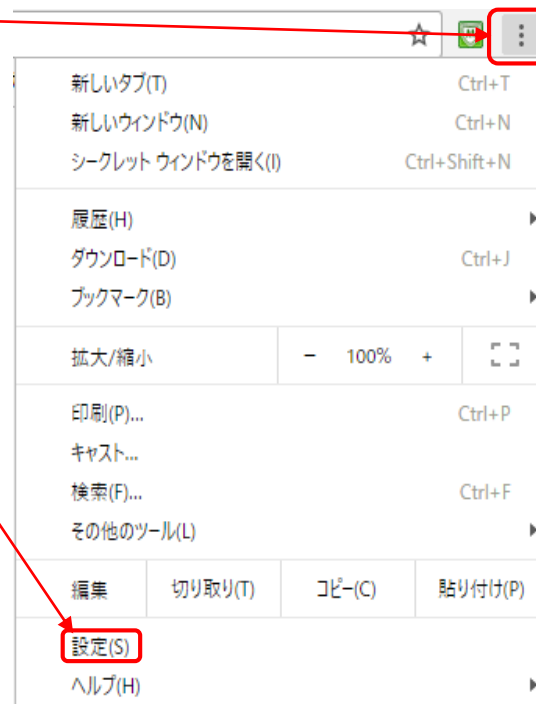 新しいタブ(T) Ctrl+T
新しいウィンドウ(N) Ctrl+N
シークレット ウィンドウを開く(I) Ctrl+Shift+N
履歴(H)
ダウンロード(D) Ctrl+J
ブックマーク(B)
拡大/縮小 − 100% +
印刷(P)... Ctrl+P
キャスト...
検索(F)... Ctrl+F
その他のツール(L)
編集 切り取り(T) コピー(C) 貼り付け(P)
設定(S)
ヘルプ(H)